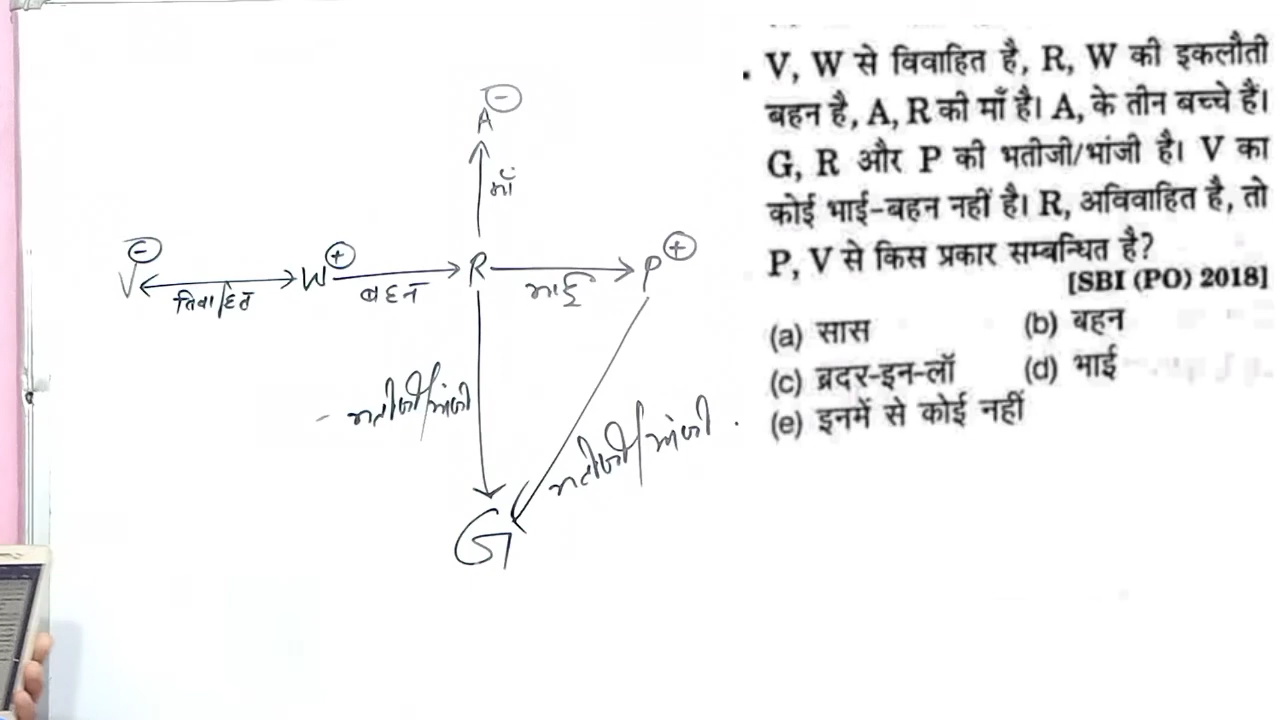 V, W से विवाहित है, R, W की इकलौती
बहन है, A, R की माँ है। A, के तीन बच्चे हैं।
G, R और P की भतीजी/भांजी है। V का
कोई भाई-बहन नहीं है। R, अविवाहित है, तो
P, V से किस प्रकार सम्बन्धित है?
[SBI (PO) 2018]
(a) सास (b) बहन
(c) ब्रदर-इन-लॉ (d) भाई
(e) इनमें से कोई नहीं
A -
माँ
V - W + R P +
विवाहित बहन भाई
भतीजी/भांजी
भतीजी/भांजी
G